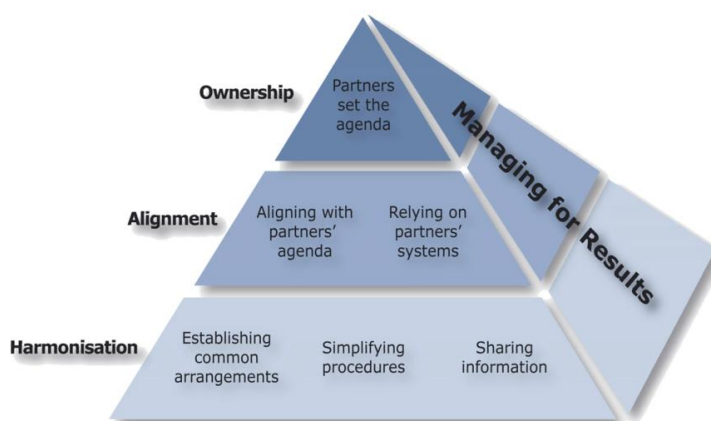 Ownership
Partners
set the
agenda
Managing for Results
Alignment
Aligning with
partners'
agenda
Relying on
partners'
systems
Harmonisation
Establishing
common
arrangements
Simplifying
procedures
Sharing
information